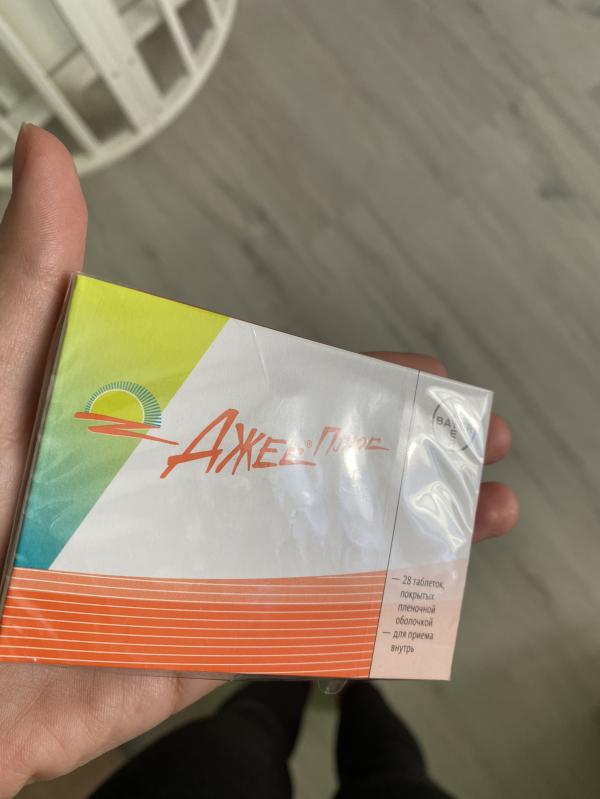 Джес® Плюс
— 28 таблеток,
покрытых
пленочной
оболочкой
— для приема
внутрь